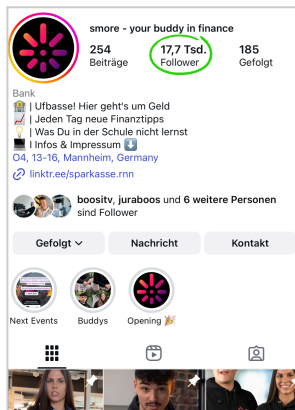 smore - your buddy in finance
254 17,7 Tsd. 185
Beiträge Follower Gefolgt
Bank
| Ufbasse! Hier geht's um Geld
| Jeden Tag neue Finanztipps
| Was Du in der Schule nicht lernst
I Infos & Impressum
O4, 13-16, Mannheim, Germany
linktr.ee/sparkasse.rnn
boositv, juraboos und 6 weitere Personen
sind Follower
Gefolgt Nachricht Kontakt
Next Events Buddys Opening 🎉